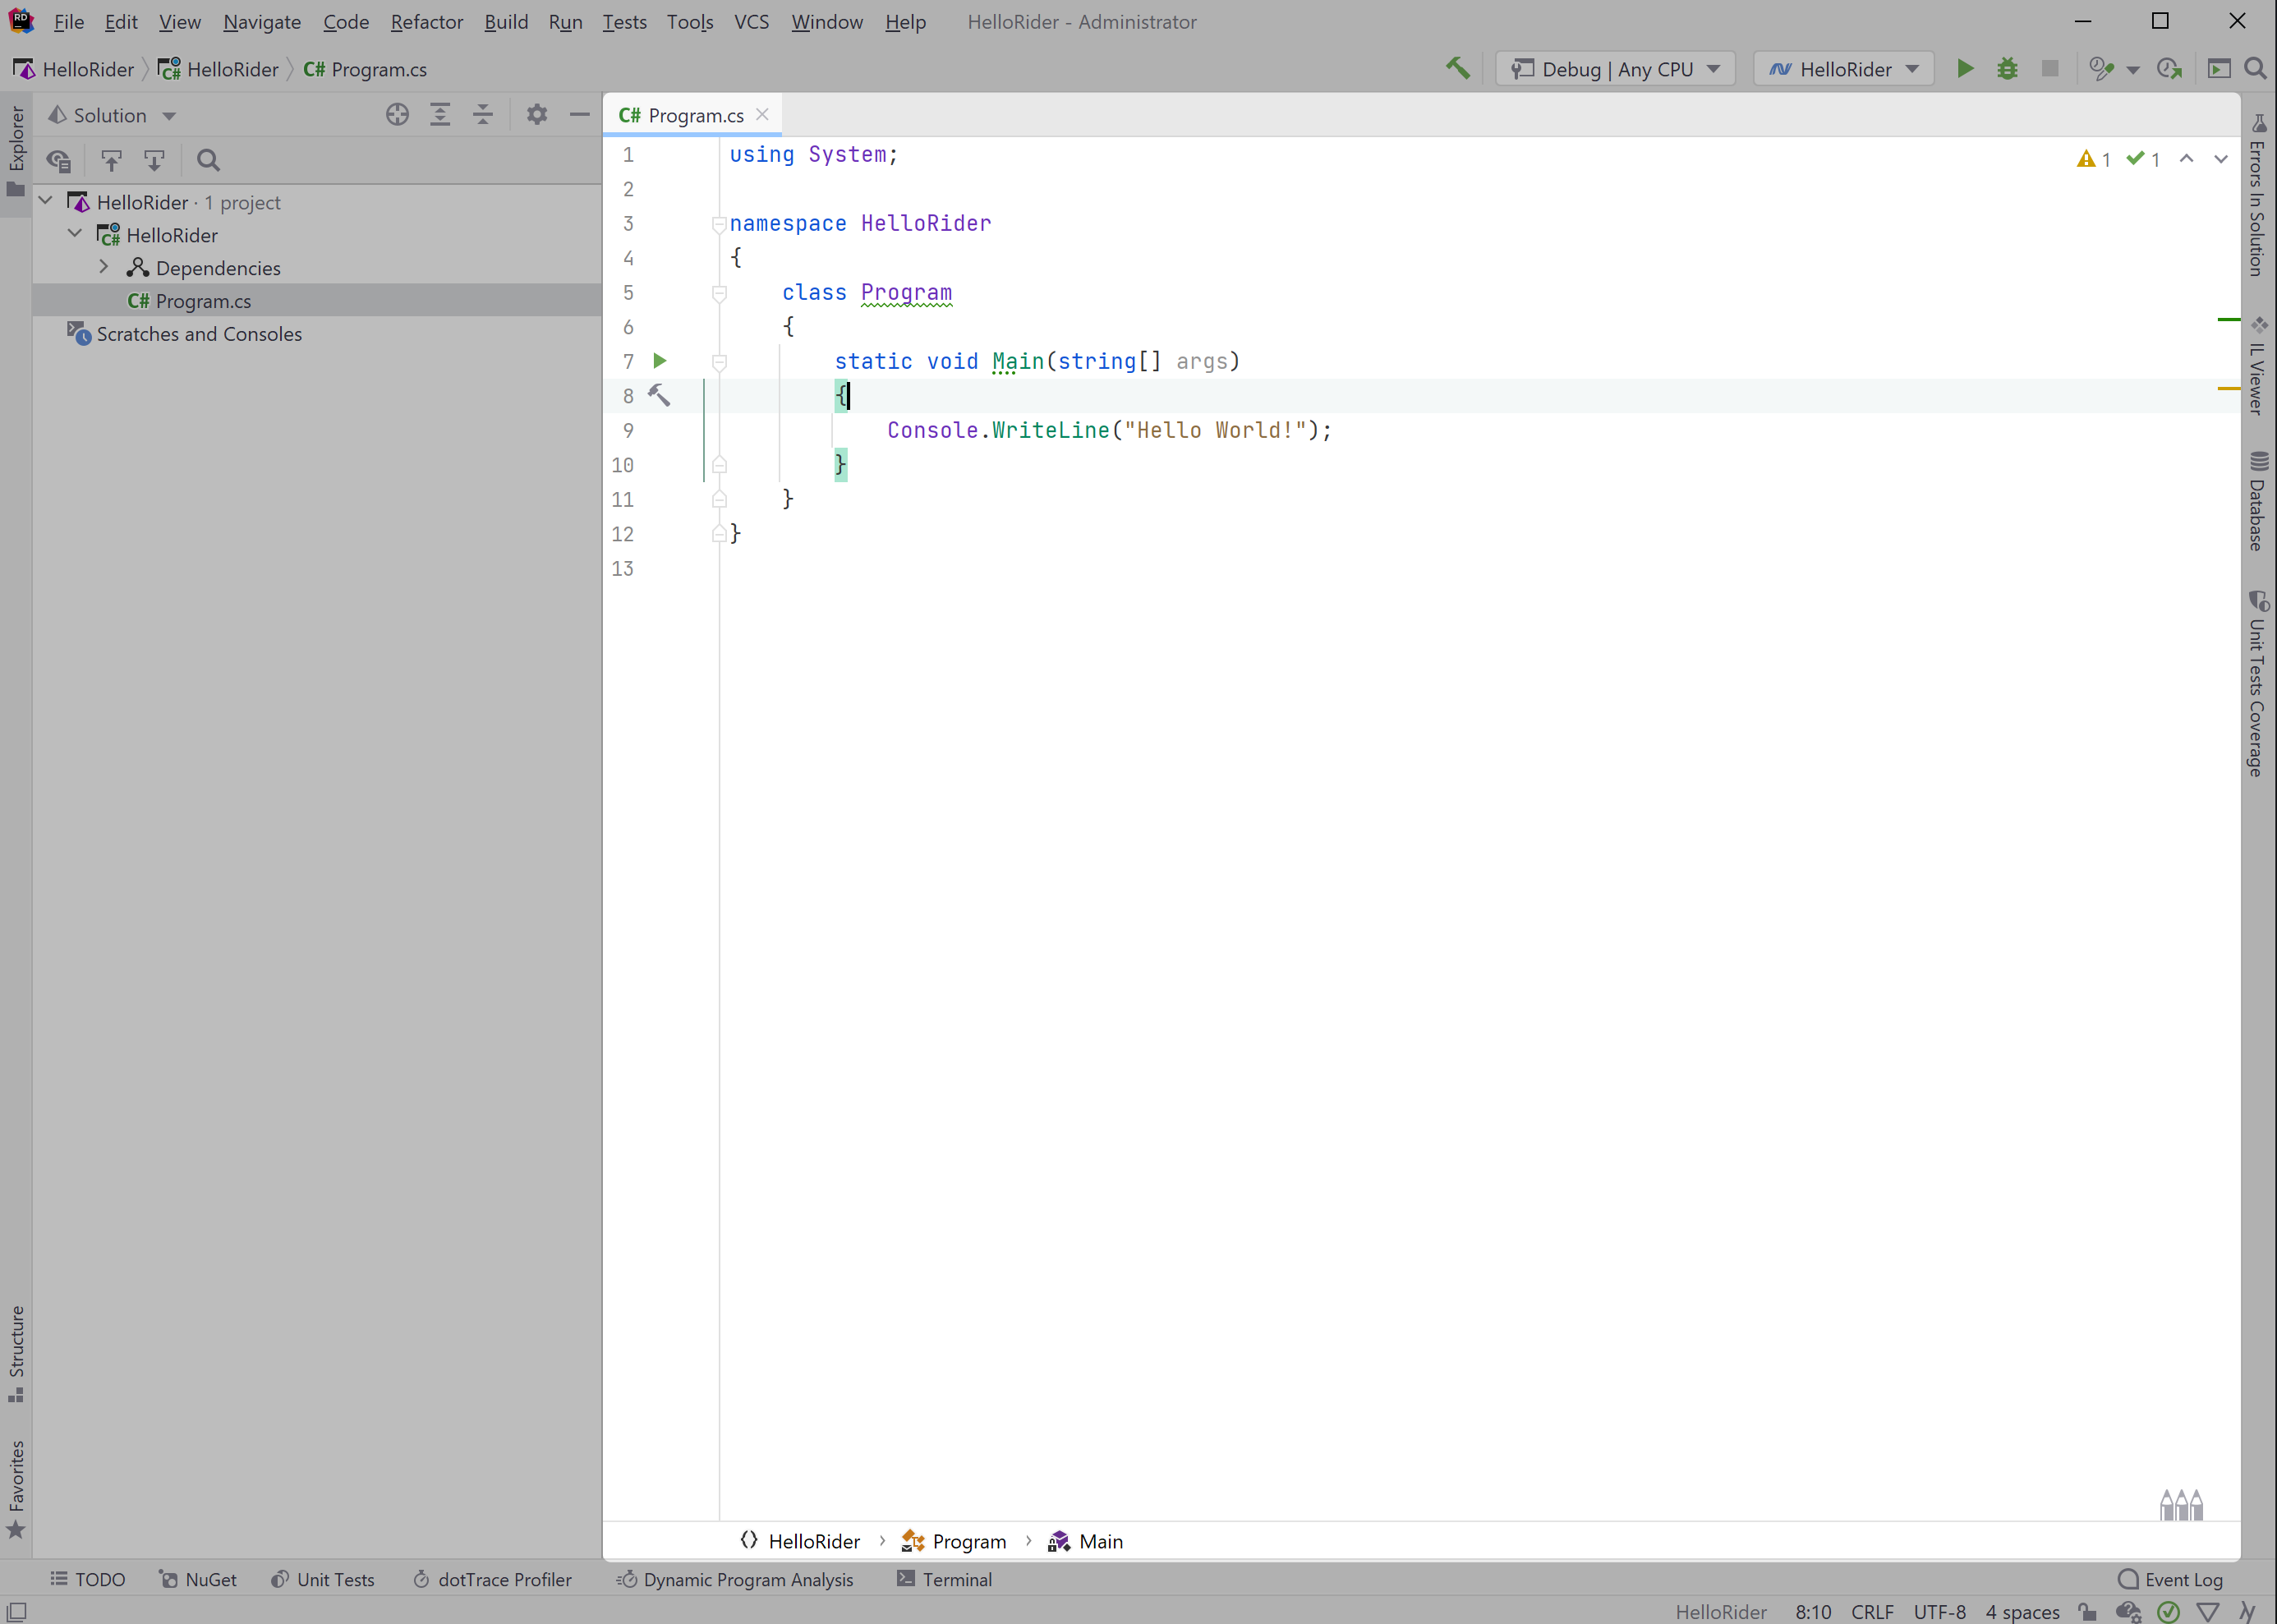 RD
File Edit View Navigate Code Refactor Build Run Tests Tools VCS Window Help HelloRider - Administrator
HelloRider C# HelloRider C# Program.cs Debug | Any CPU HelloRider
Explorer
Solution
HelloRider · 1 project
C# HelloRider
Dependencies
C# Program.cs
Scratches and Consoles
Structure
Favorites
C# Program.cs
1 using System;
2
3 namespace HelloRider
4 {
5 class Program
6 {
7 static void Main(string[] args)
8 {
9 Console.WriteLine("Hello World!");
10 }
11 }
12 }
13
1 1
HelloRider › Program › Main
Errors In Solution
IL Viewer
Database
Unit Tests Coverage
TODO NuGet Unit Tests dotTrace Profiler Dynamic Program Analysis Terminal Event Log
HelloRider 8:10 CRLF UTF-8 4 spaces